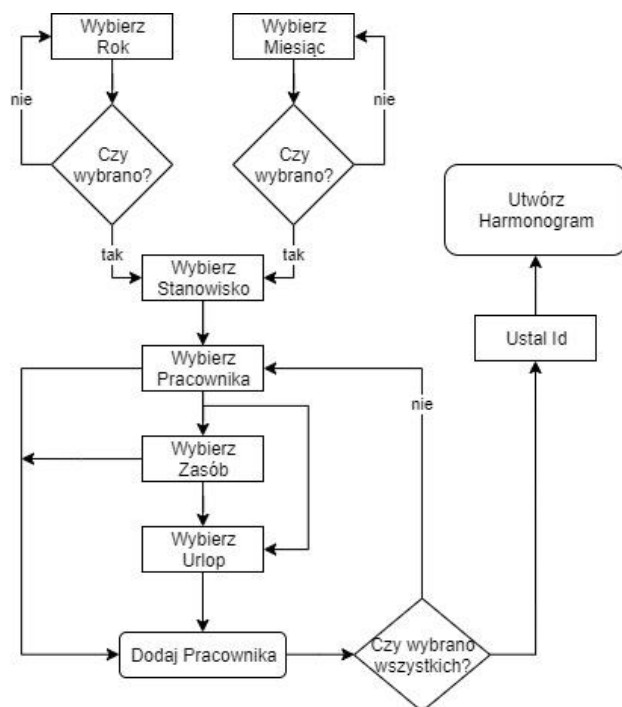 Wybierz
Rok
Wybierz
Miesiąc
nie
nie
Czy
wybrano?
Czy
wybrano?
tak
tak
Utwórz
Harmonogram
Wybierz
Stanowisko
Ustal Id
Wybierz
Pracownika
nie
Wybierz
Zasób
Wybierz
Urlop
Dodaj Pracownika
Czy wybrano
wszystkich?